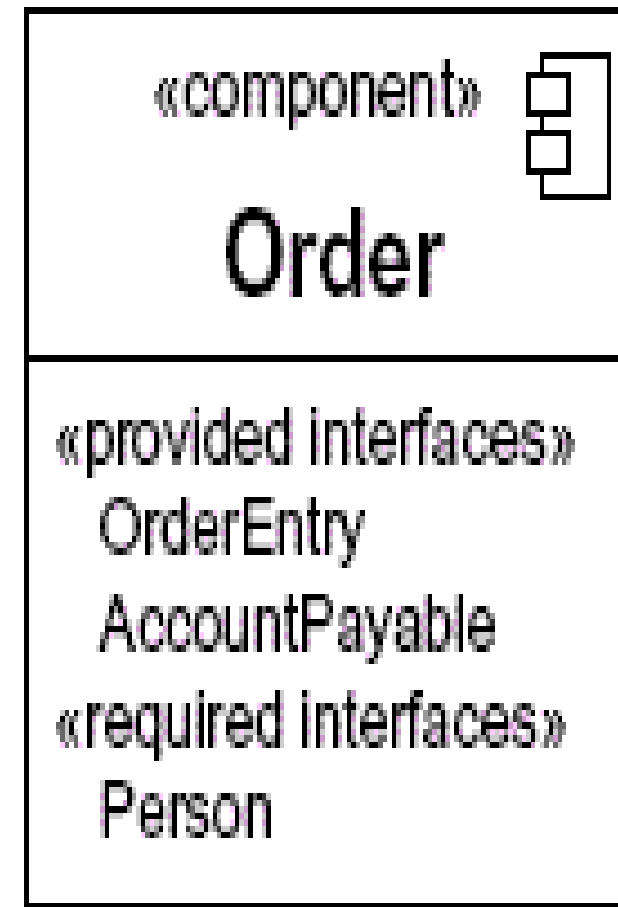 «component»
Order
«provided interfaces»
OrderEntry
AccountPayable
«required interfaces»
Person